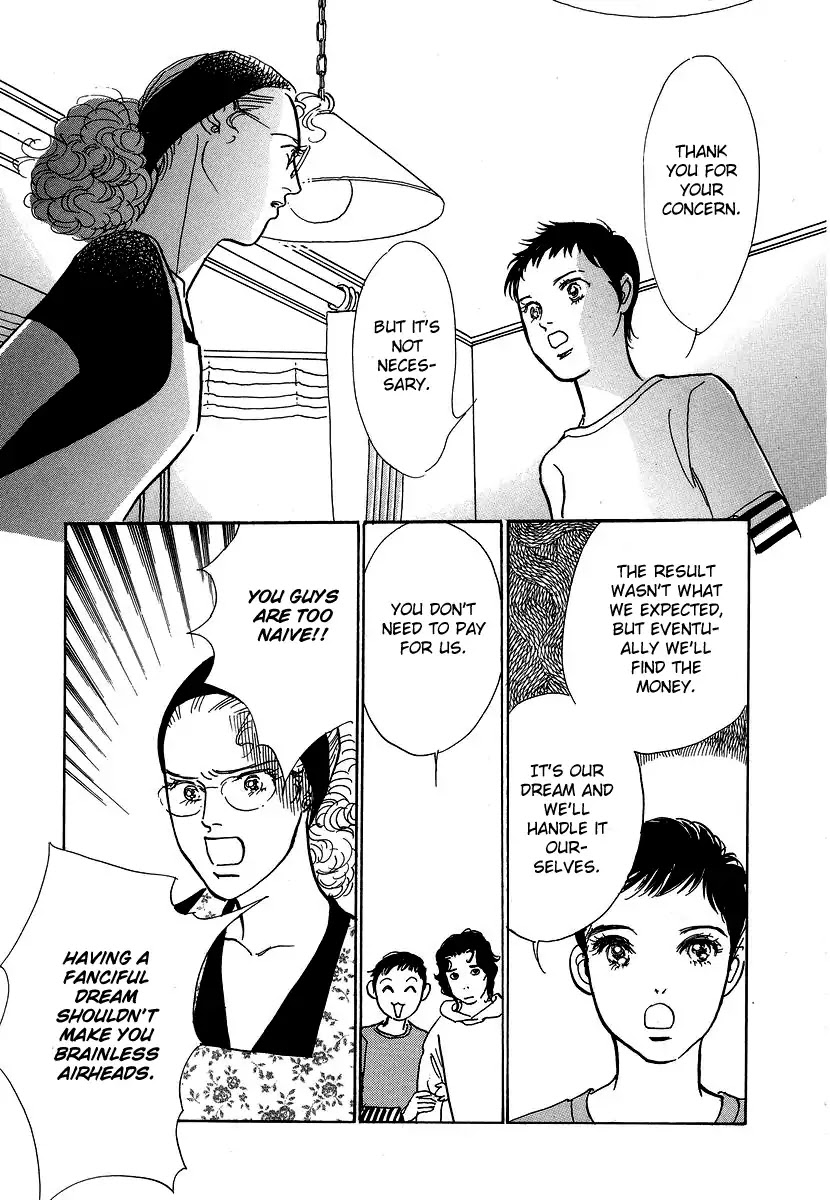 THANK
YOU FOR
YOUR
CONCERN.
BUT IT'S
NOT
NECES-
SARY.
THE RESULT
WASN'T WHAT
WE EXPECTED,
BUT EVENTU-
ALLY WE'LL
FIND THE
MONEY.
IT'S OUR
DREAM AND
WE'LL
HANDLE IT
OUR-
SELVES.
YOU DON'T
NEED TO PAY
FOR US.
YOU GUYS
ARE TOO
NAIVE!!
HAVING A
FANCIFUL
DREAM
SHOULDN'T
MAKE YOU
BRAINLESS
AIRHEADS.